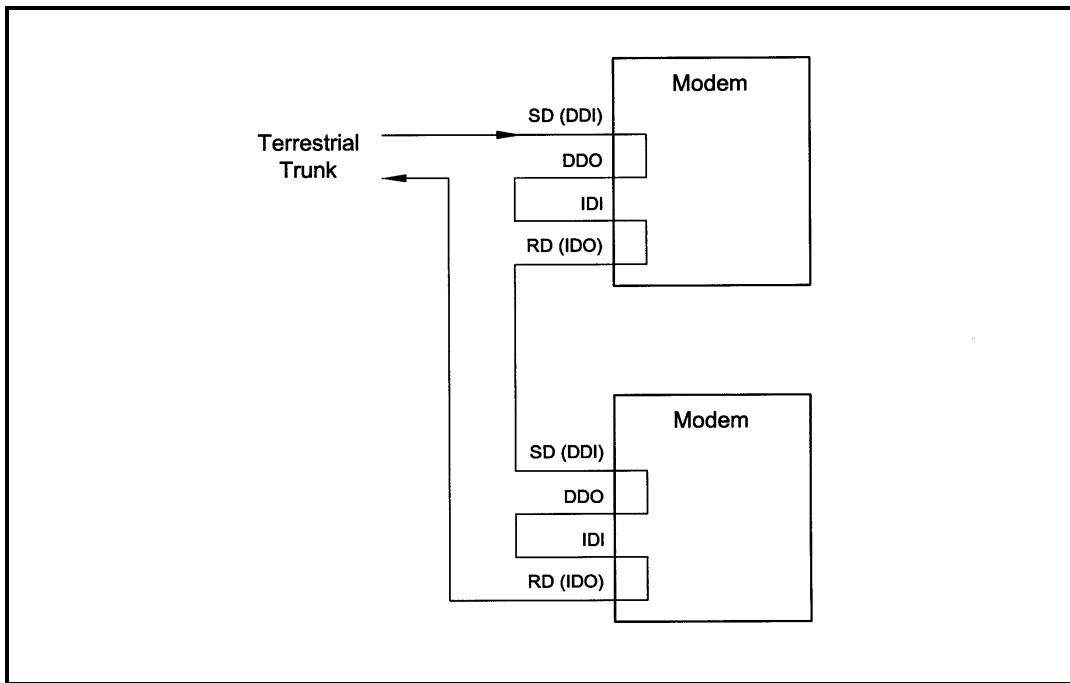 Modem
SD (DDI)
Terrestrial
Trunk
DDO
IDI
RD (IDO)
Modem
SD (DDI)
DDO
IDI
RD (IDO)